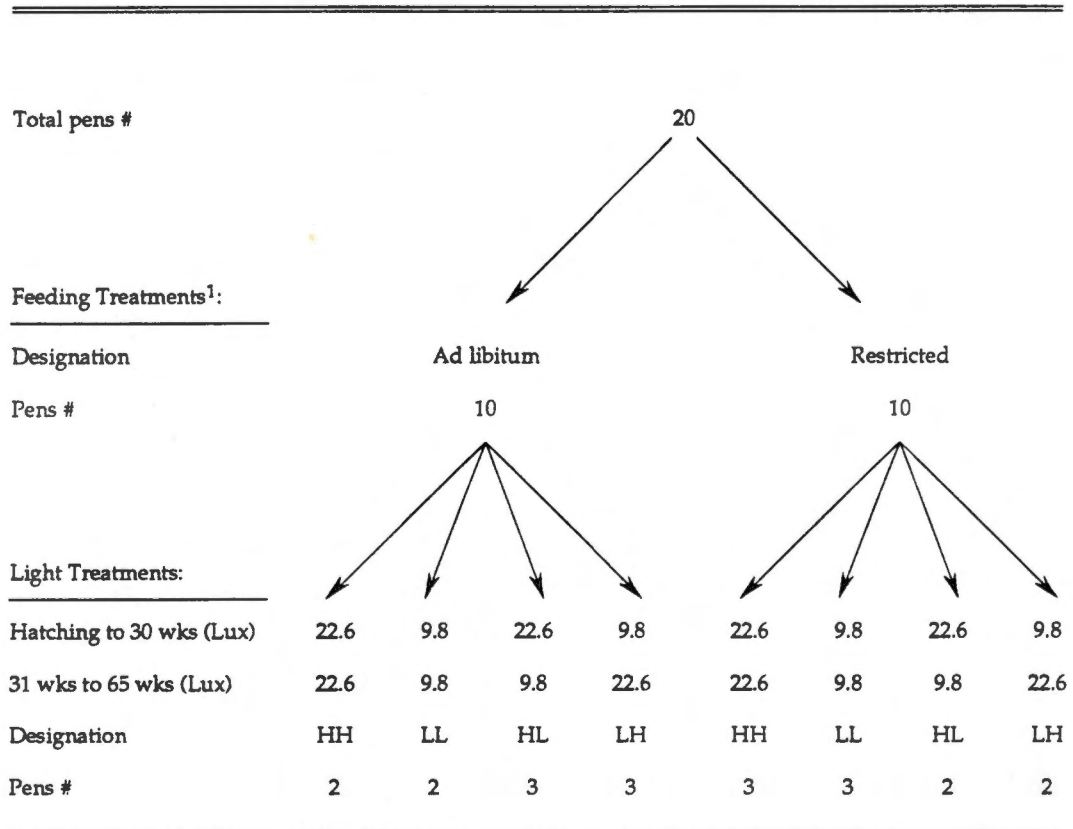 Total pens # 20
Feeding Treatments1:
Designation Ad libitum Restricted
Pens # 10 10
Light Treatments:
Hatching to 30 wks (Lux) 22.6 9.8 22.6 9.8 22.6 9.8 22.6 9.8
31 wks to 65 wks (Lux) 22.6 9.8 9.8 22.6 22.6 9.8 9.8 22.6
Designation HH LL HL LH HH LL HL LH
Pens # 2 2 3 3 3 3 2 2